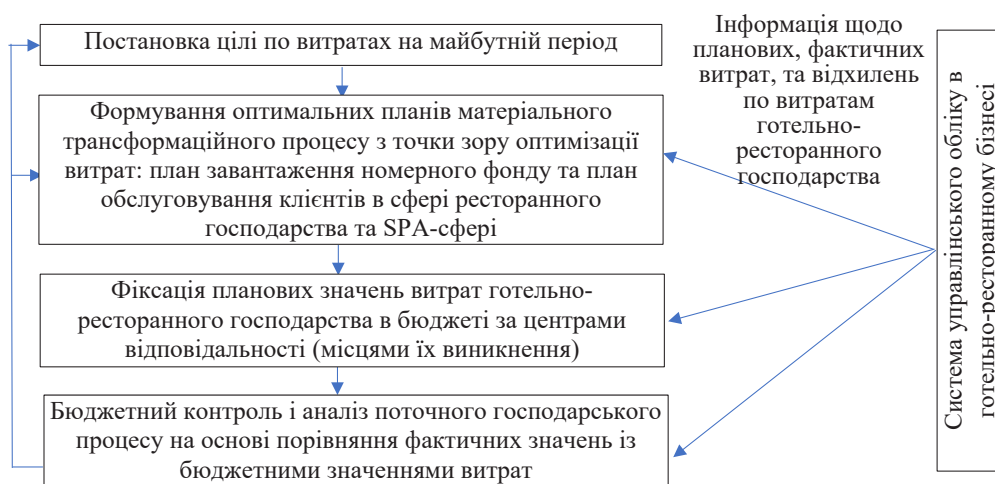 Постановка цілі по витратах на майбутній період
Формування оптимальних планів матеріального
трансформаційного процесу з точки зору оптимізації
витрат: план завантаження номерного фонду та план
обслуговування клієнтів в сфері ресторанного
господарства та SPA-сфері
Фіксація планових значень витрат готельно-
ресторанного господарства в бюджеті за центрами
відповідальності (місцями їх виникнення)
Бюджетний контроль і аналіз поточного господарського
процесу на основі порівняння фактичних значень із
бюджетними значеннями витрат
Інформація щодо
планових, фактичних
витрат, та відхилень
по витратам
готельно-
ресторанного
господарства
Система управлінського обліку в
готельно-ресторанному бізнесі